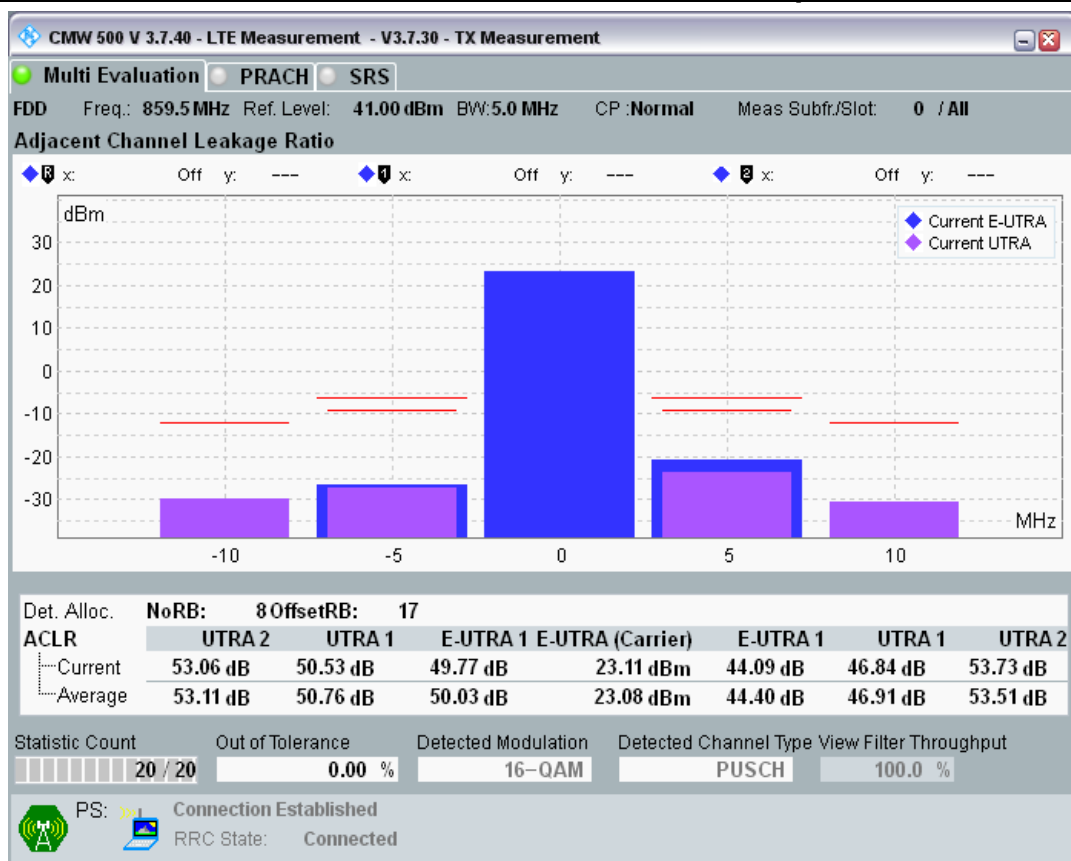 CMW 500 V 3.7.40 - LTE Measurement - V3.7.30 - TX Measurement
Multi Evaluation PRACH SRS
FDD Freq.: 859.5 MHz Ref. Level: 41.00 dBm BW:5.0 MHz CP :Normal Meas Subfr./Slot: 0 / All
Adjacent Channel Leakage Ratio
R x: Off y: --- 1 x: Off y: --- 2 x: Off y: ---
dBm
Current E-UTRA
Current UTRA
30
20
10
0
-10
-20
-30
MHz
-10 -5 0 5 10
Det. Alloc. NoRB: 8 OffsetRB: 17
ACLR UTRA 2 UTRA 1 E-UTRA 1 E-UTRA (Carrier) E-UTRA 1 UTRA 1 UTRA 2
Current 53.06 dB 50.53 dB 49.77 dB 23.11 dBm 44.09 dB 46.84 dB 53.73 dB
Average 53.11 dB 50.76 dB 50.03 dB 23.08 dBm 44.40 dB 46.91 dB 53.51 dB
Statistic Count Out of Tolerance Detected Modulation Detected Channel Type View Filter Throughput
20 / 20 0.00 % 16-QAM PUSCH 100.0 %
PS: Connection Established
RRC State: Connected